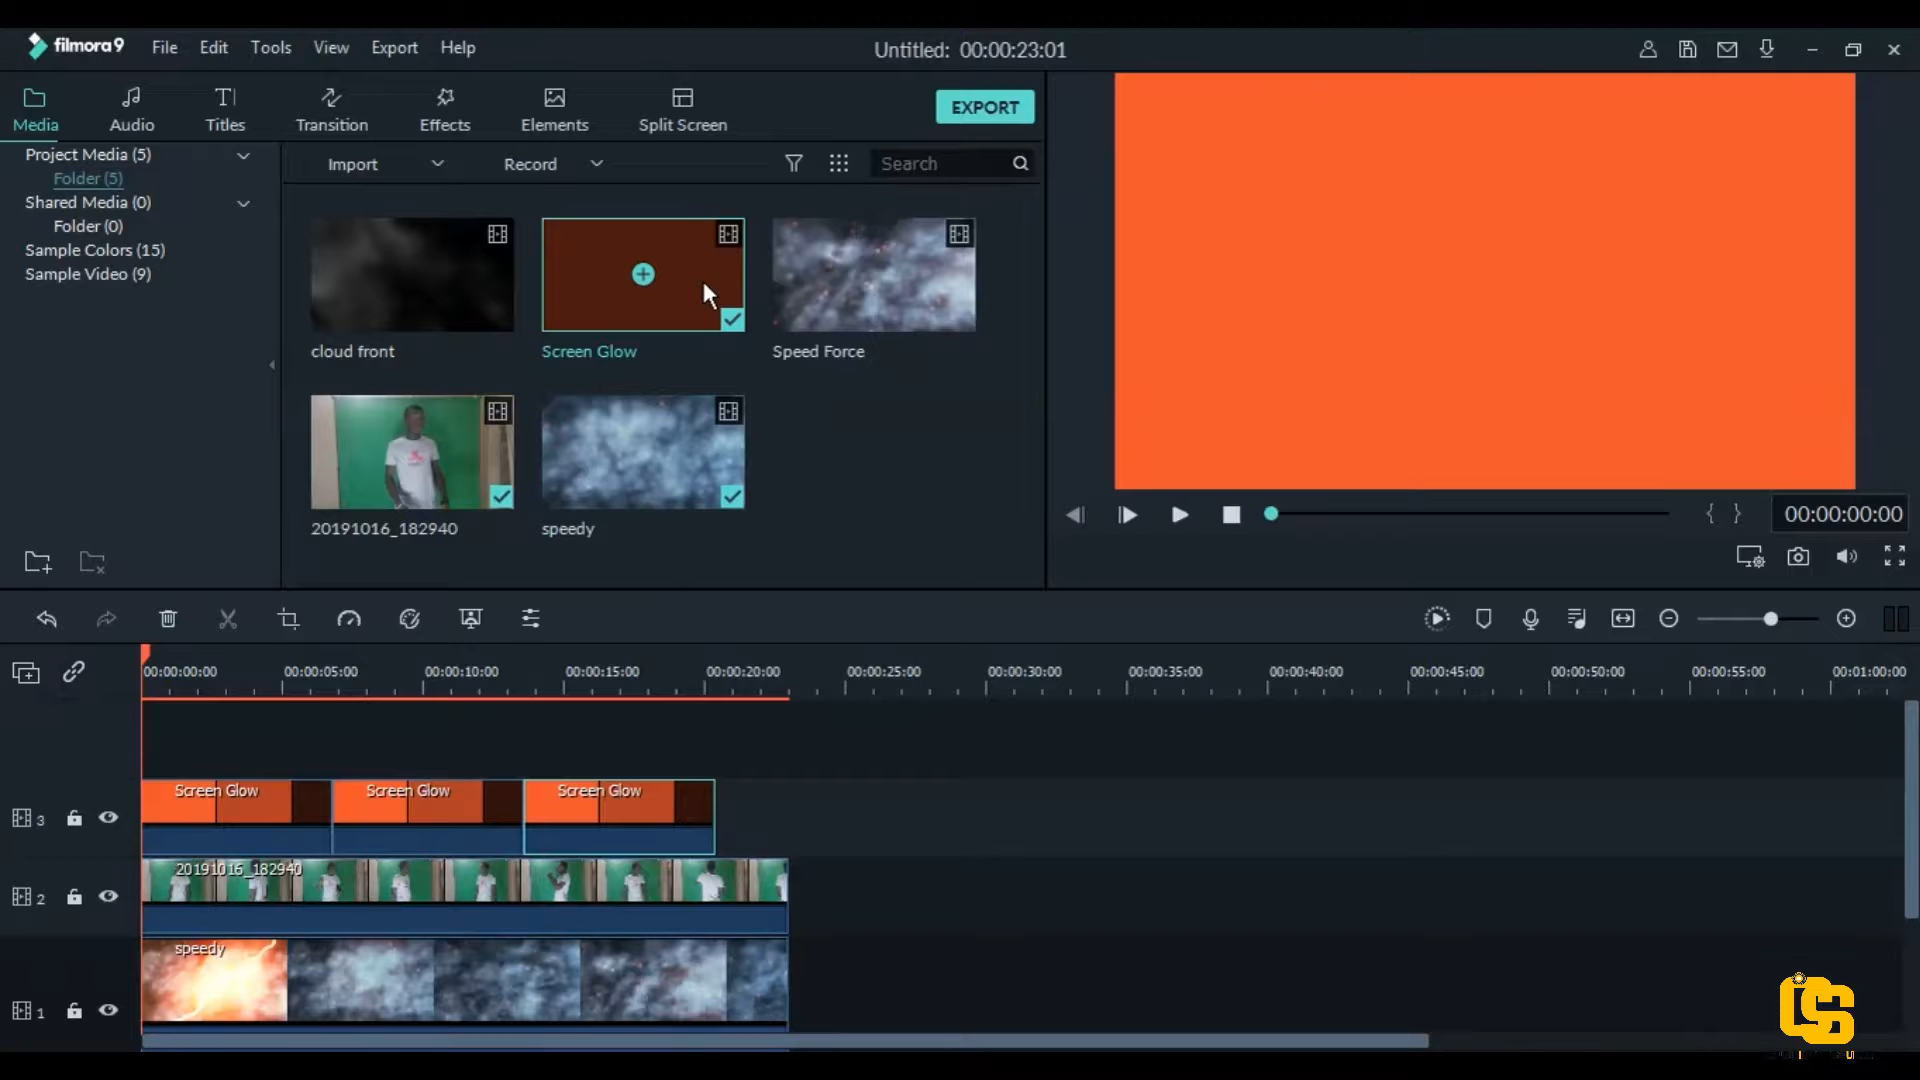 filmora9 File Edit Tools View Export Help
Untitled: 00:00:23:01
Media Audio Titles Transition Effects Elements Split Screen
EXPORT
Project Media (5)
Folder (5)
Shared Media (0)
Folder (0)
Sample Colors (15)
Sample Video (9)
Import Record Search
cloud front Screen Glow Speed Force
20191016_182940 speedy
{ } 00:00:00:00
00:00:00:00 00:00:05:00 00:00:10:00 00:00:15:00 00:00:20:00 00:00:25:00 00:00:30:00 00:00:35:00 00:00:40:00 00:00:45:00 00:00:50:00 00:00:55:00 00:01:00:00
Screen Glow Screen Glow Screen Glow
3
20191016_182940
2
speedy
1